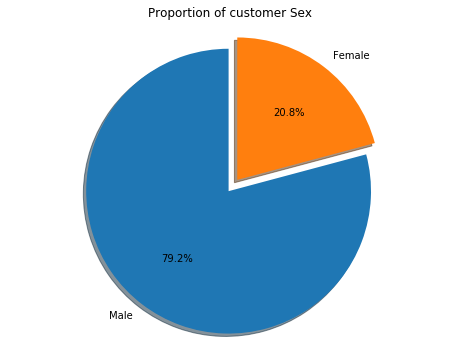 Proportion of customer Sex
Female
20.8%
79.2%
Male